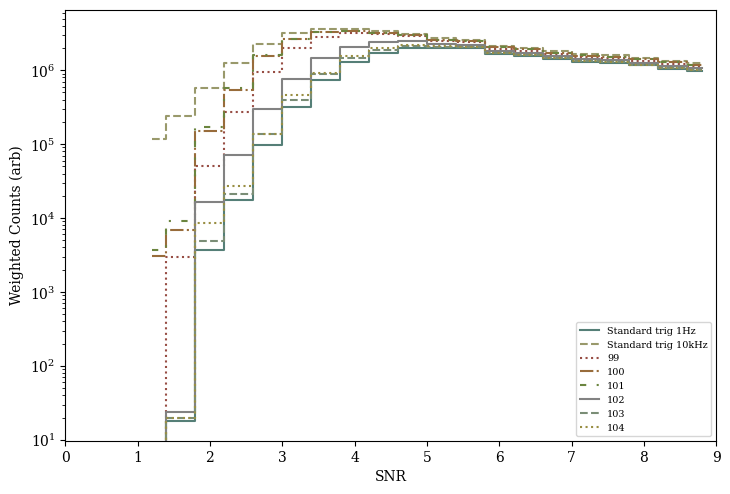 Weighted Counts (arb)
10⁶
10⁵
10⁴
10³
10²
10¹
0 1 2 3 4 5 6 7 8 9
SNR
Standard trig 1Hz
Standard trig 10kHz
99
100
101
102
103
104